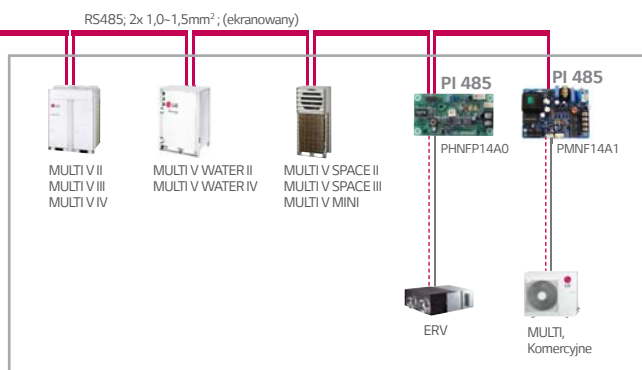 RS485; 2x 1,0~1,5mm² ; (ekranowany)
PI 485
PI 485
PHNFP14A0
PMNF14A1
MULTI V II
MULTI V III
MULTI V IV
MULTI V WATER II
MULTI V WATER IV
MULTI V SPACE II
MULTI V SPACE III
MULTI V MINI
ERV
MULTI,
Komercyjne
LG